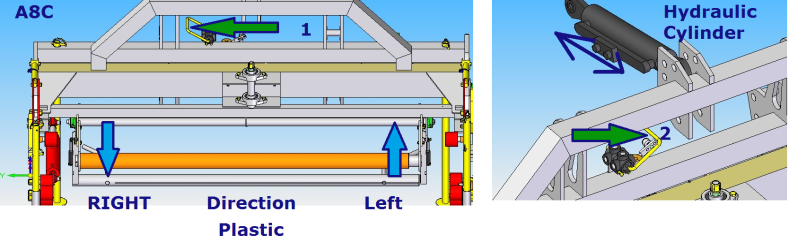 A8C
1
RIGHT Direction Left
Plastic
Y
Hydraulic
Cylinder
2